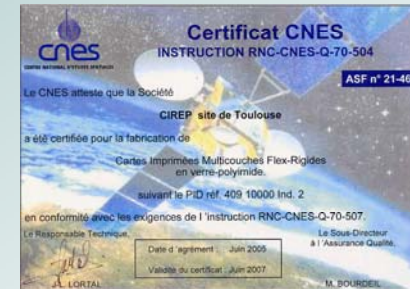 cnes
CENTRE NATIONAL D'ÉTUDES SPATIALES
Certificat CNES
INSTRUCTION RNC-CNES-Q-70-504
ASF n° 21-46
Le CNES atteste que la Société
CIREP site de Toulouse
a été certifiée pour la fabrication de
Cartes Imprimées Multicouches Flex-Rigides
en verre-polyimide.
suivant le PID réf. 409 10000 Ind. 2
en conformité avec les exigences de l'instruction RNC-CNES-Q-70-507.
Le Responsable Technique,
Le Sous-Directeur
à l'Assurance Qualité,
Date d'agrément : Juin 2005
Validité du certificat : Juin 2007
J.L. LORTAL
M. BOURDEIL